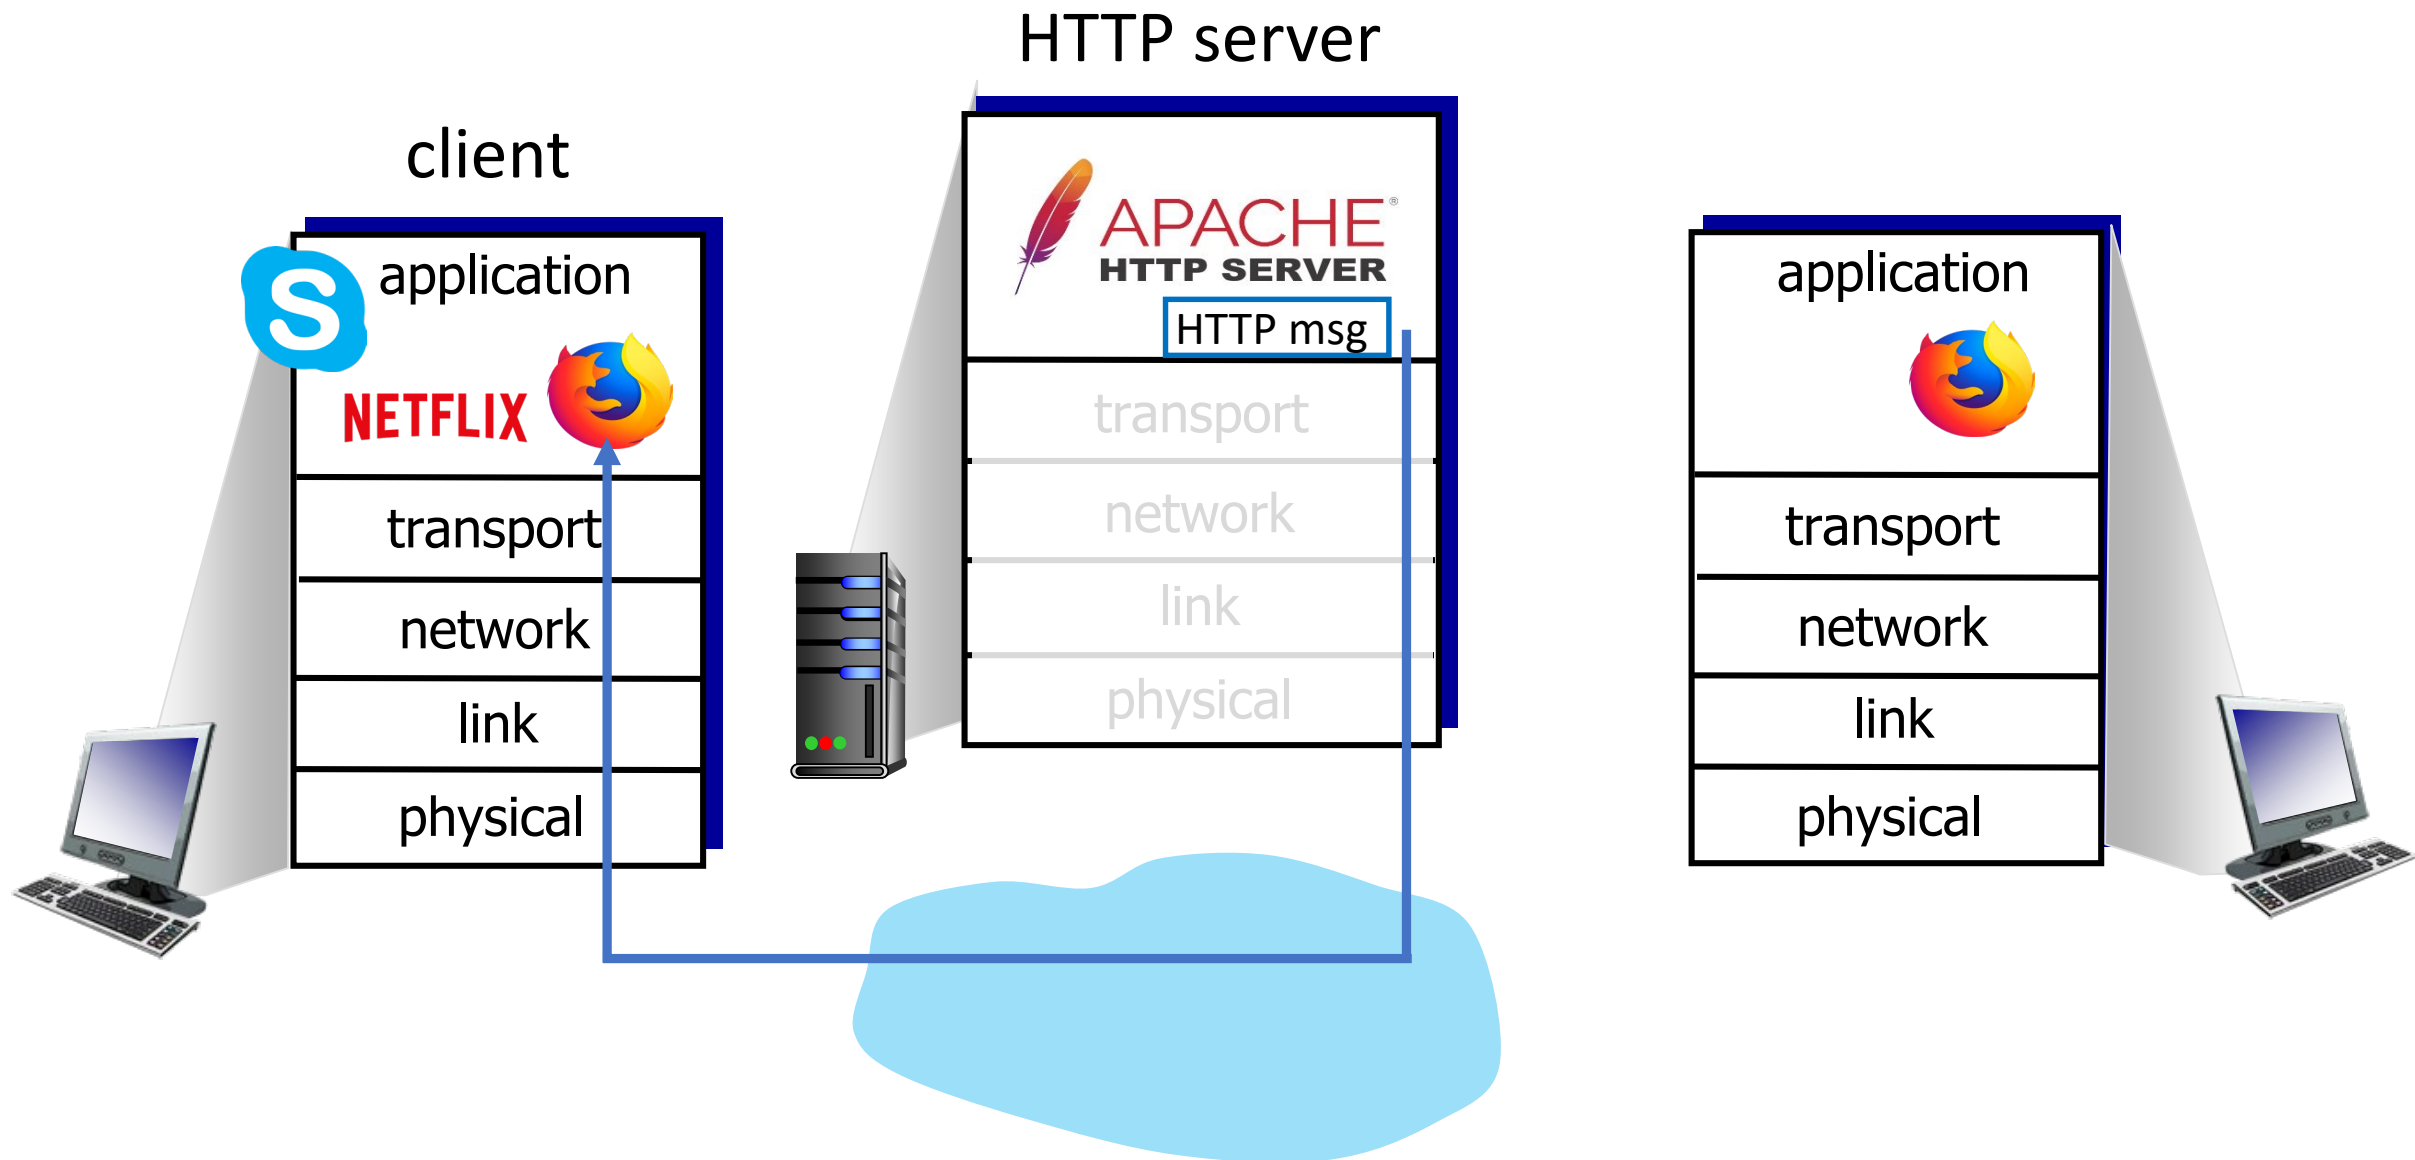 HTTP server
client
application
NETFLIX
transport
network
link
physical
APACHE®
HTTP SERVER
HTTP msg
transport
network
link
physical
application
transport
network
link
physical